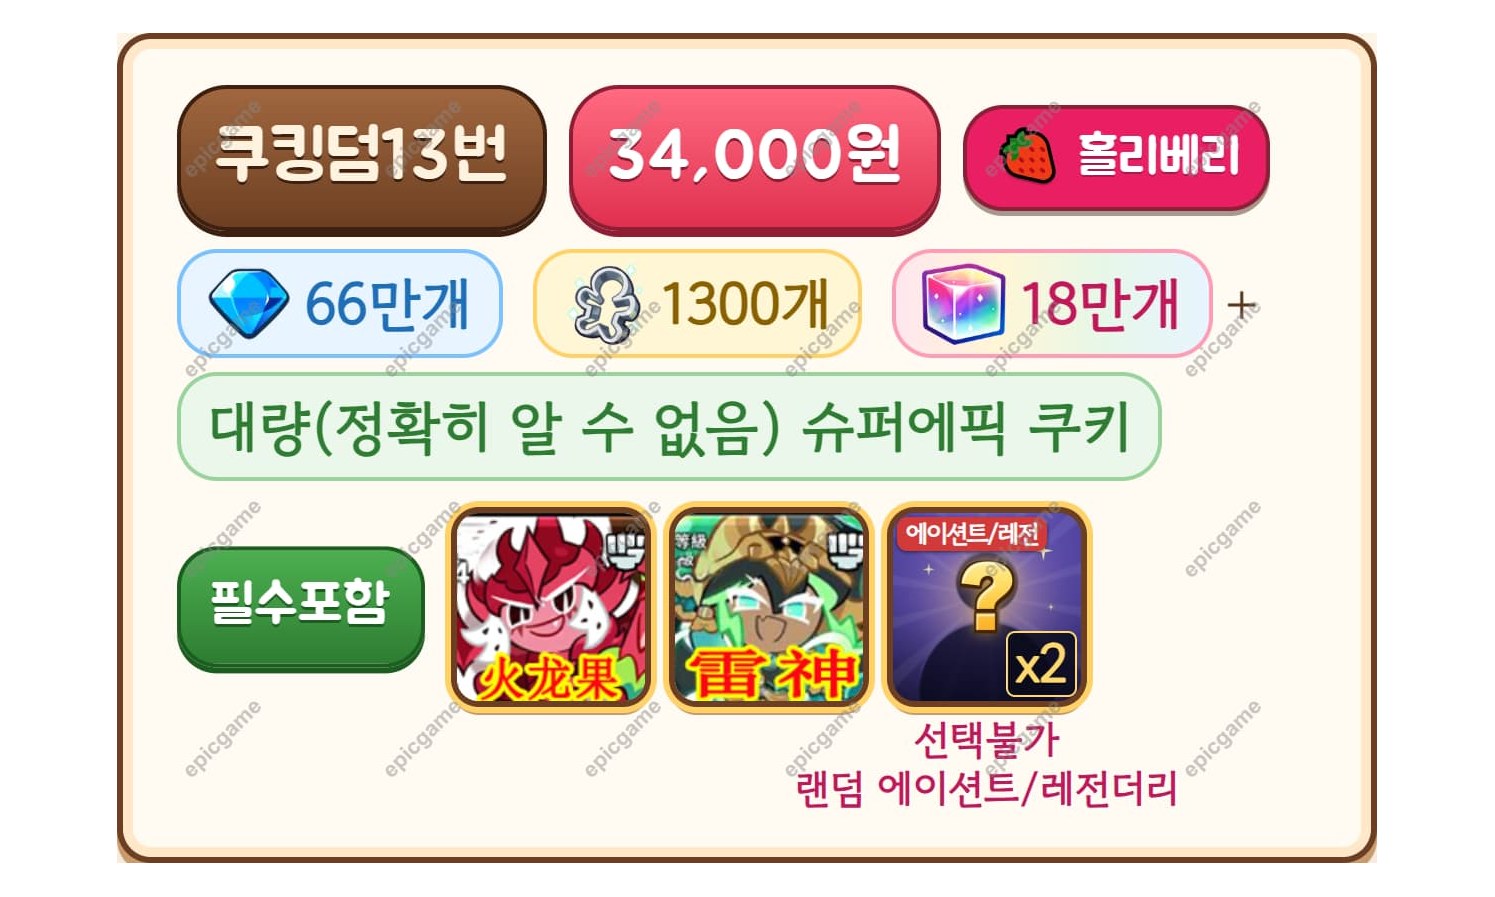 쿠킹덤13번 34,000원 홀리베리
66만개 1300개 18만개 +
대량(정확히 알 수 없음) 슈퍼에픽 쿠키
에이션트/레전
等級
필수포함
x2
火龙果 雷神
선택불가
랜덤 에이션트/레전더리
epicgame